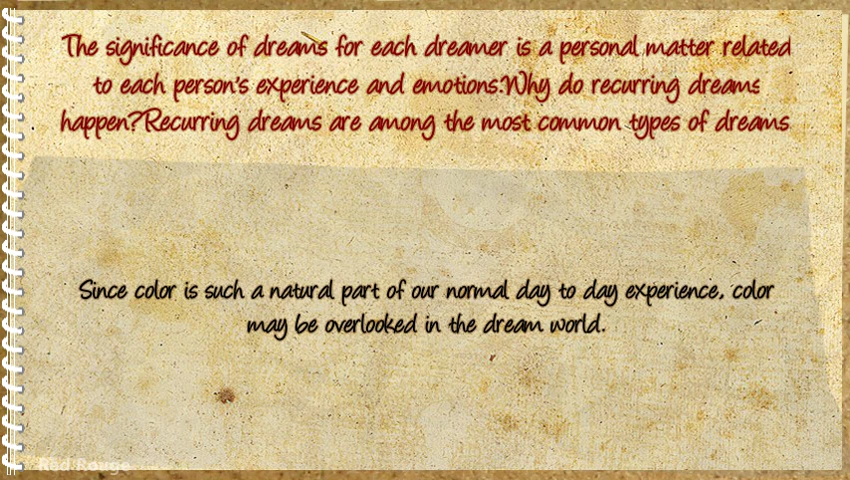 The significance of dreams for each dreamer is a personal matter related
to each person's experience and emotions.Why do recurring dreams
happen?Recurring dreams are among the most common types of dreams
Since color is such a natural part of our normal day to day experience, color
may be overlooked in the dream world.
Red Rouge